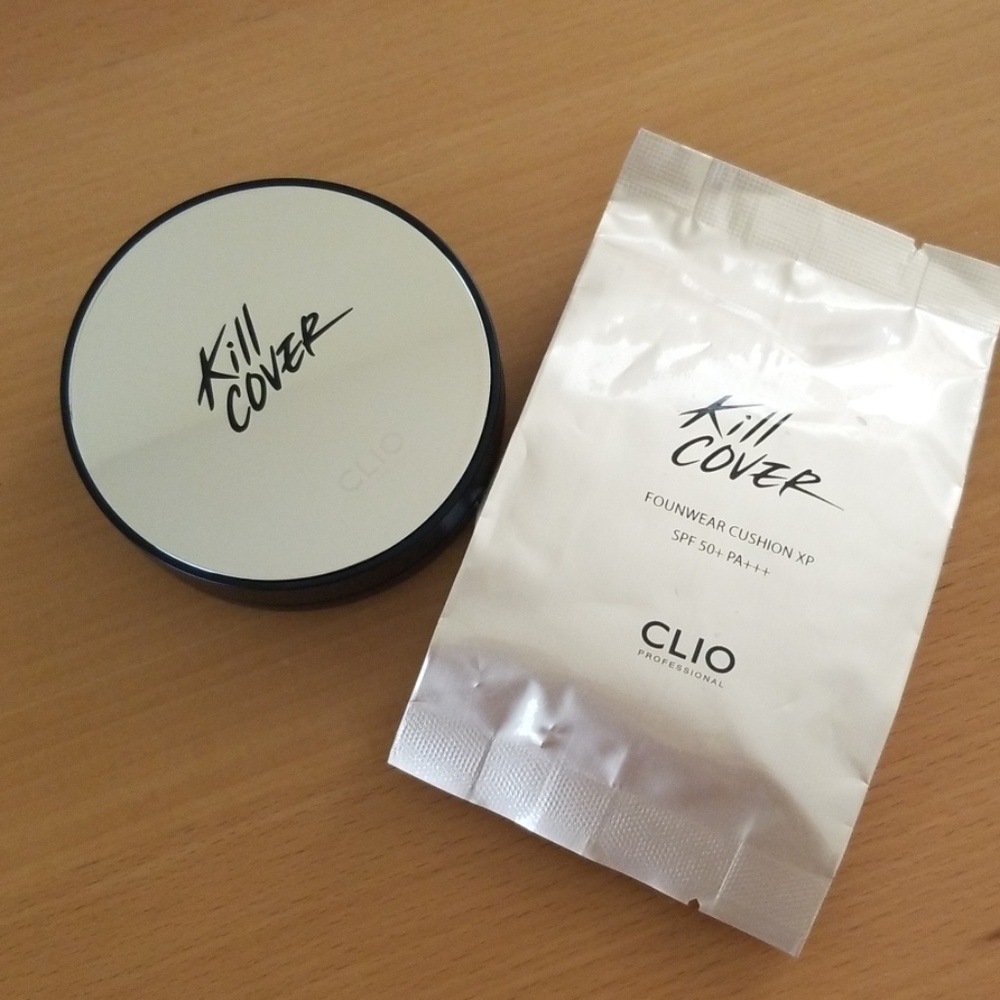 Kill
COVER
CLIO
Kill
COVER
FOUNWEAR CUSHION XP
SPF 50+ PA+++
CLIO
PROFESSIONAL